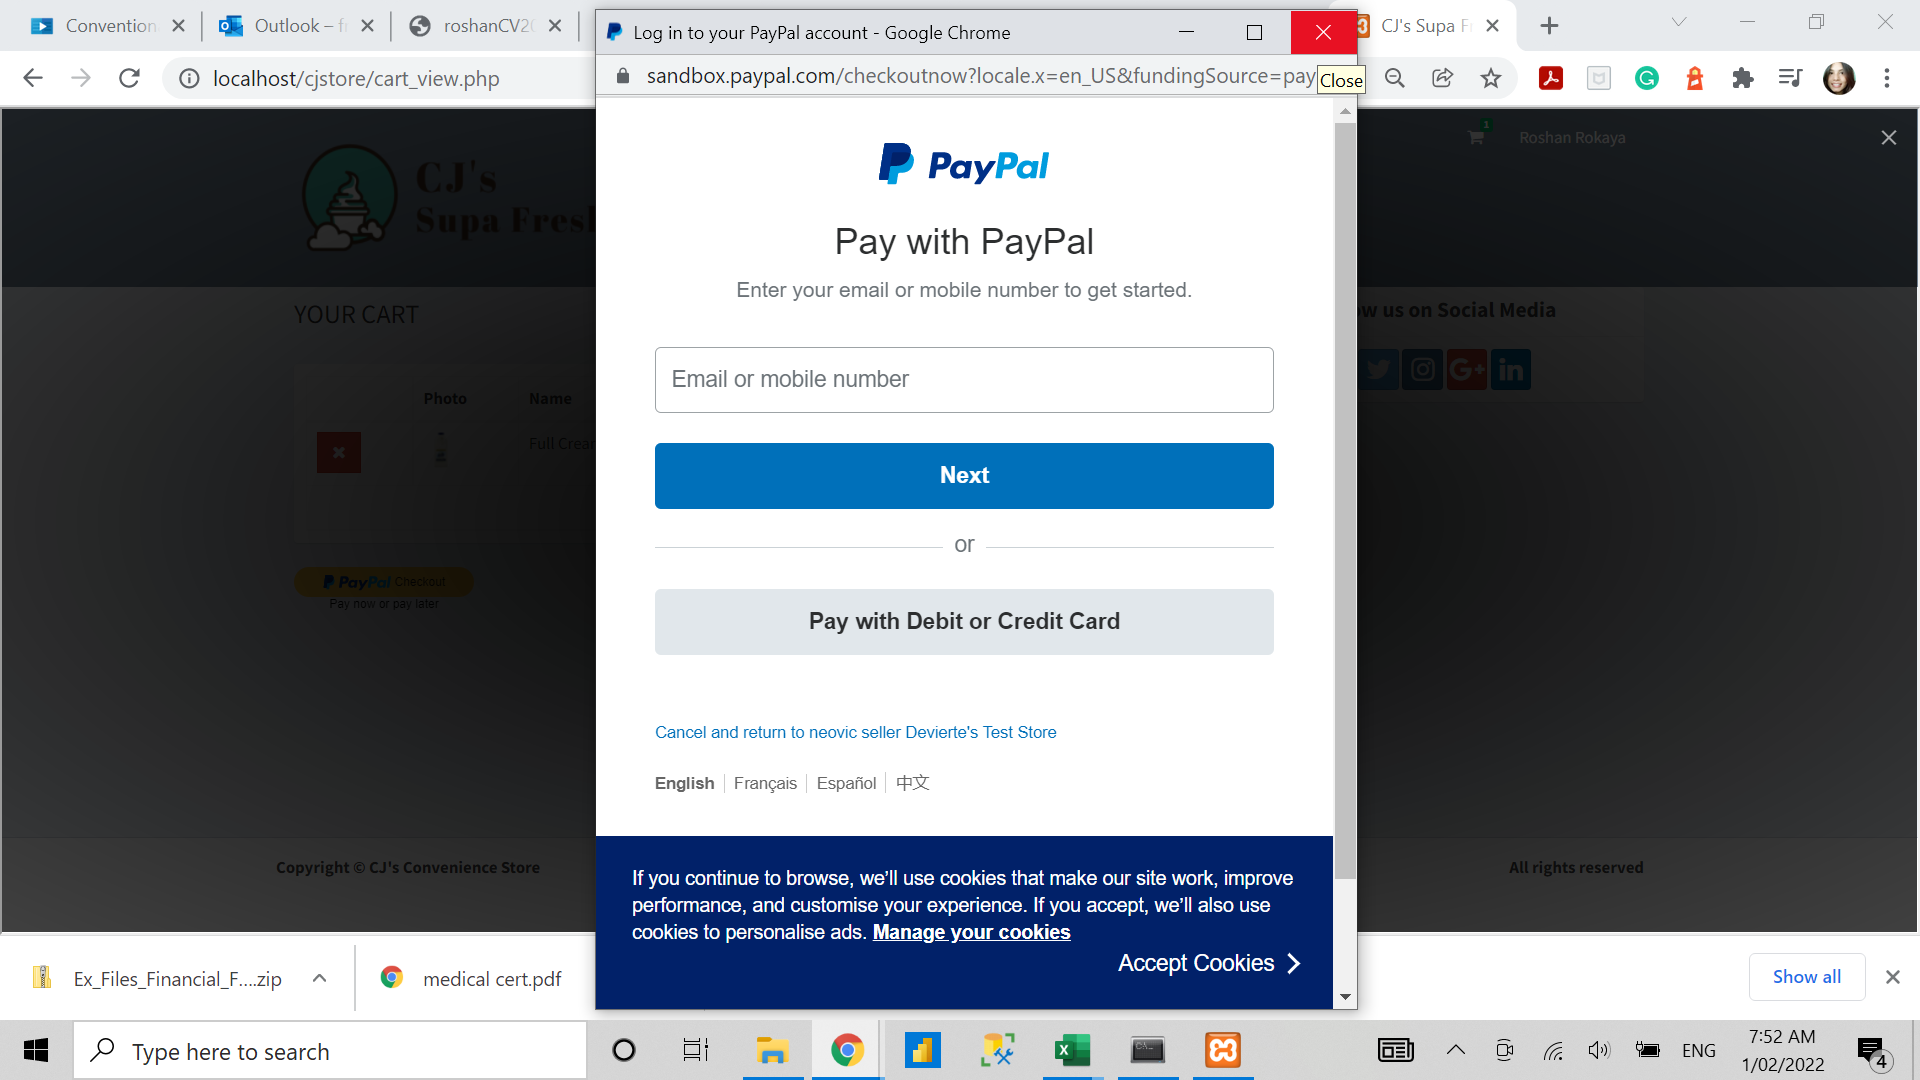 Convention
Outlook – f
roshanCV20
Log in to your PayPal account - Google Chrome
CJ's Supa F
localhost/cjstore/cart_view.php
sandbox.paypal.com/checkoutnow?locale.x=en_US&fundingSource=pay
Close
1
Roshan Rokaya
CJ's
Supa Fresh
PayPal
Pay with PayPal
Enter your email or mobile number to get started.
YOUR CART
ow us on Social Media
Email or mobile number
Photo
Name
Full Crea
Next
or
PayPal Checkout
Pay now or pay later
Pay with Debit or Credit Card
Cancel and return to neovic seller Devierte's Test Store
English
Français
Español
中文
Copyright © CJ's Convenience Store
All rights reserved
If you continue to browse, we’ll use cookies that make our site work, improve
performance, and customise your experience. If you accept, we’ll also use
cookies to personalise ads. Manage your cookies
Accept Cookies
Ex_Files_Financial_F....zip
medical cert.pdf
Show all
Type here to search
ENG
7:52 AM
1/02/2022
4